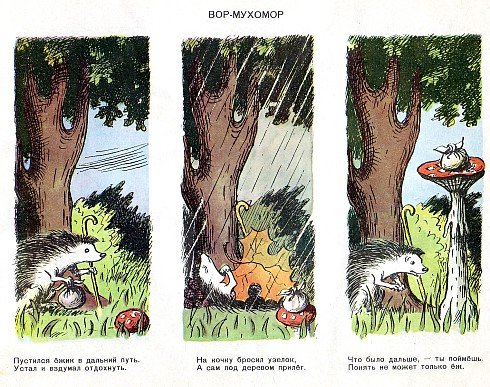 ВОР-МУХОМОР
Пустился ёжик в дальний путь.
Устал и вздумал отдохнуть.
На кочку бросил узелок,
А сам под деревом прилёг.
Что было дальше, — ты поймёшь.
Понять не может только ёж.